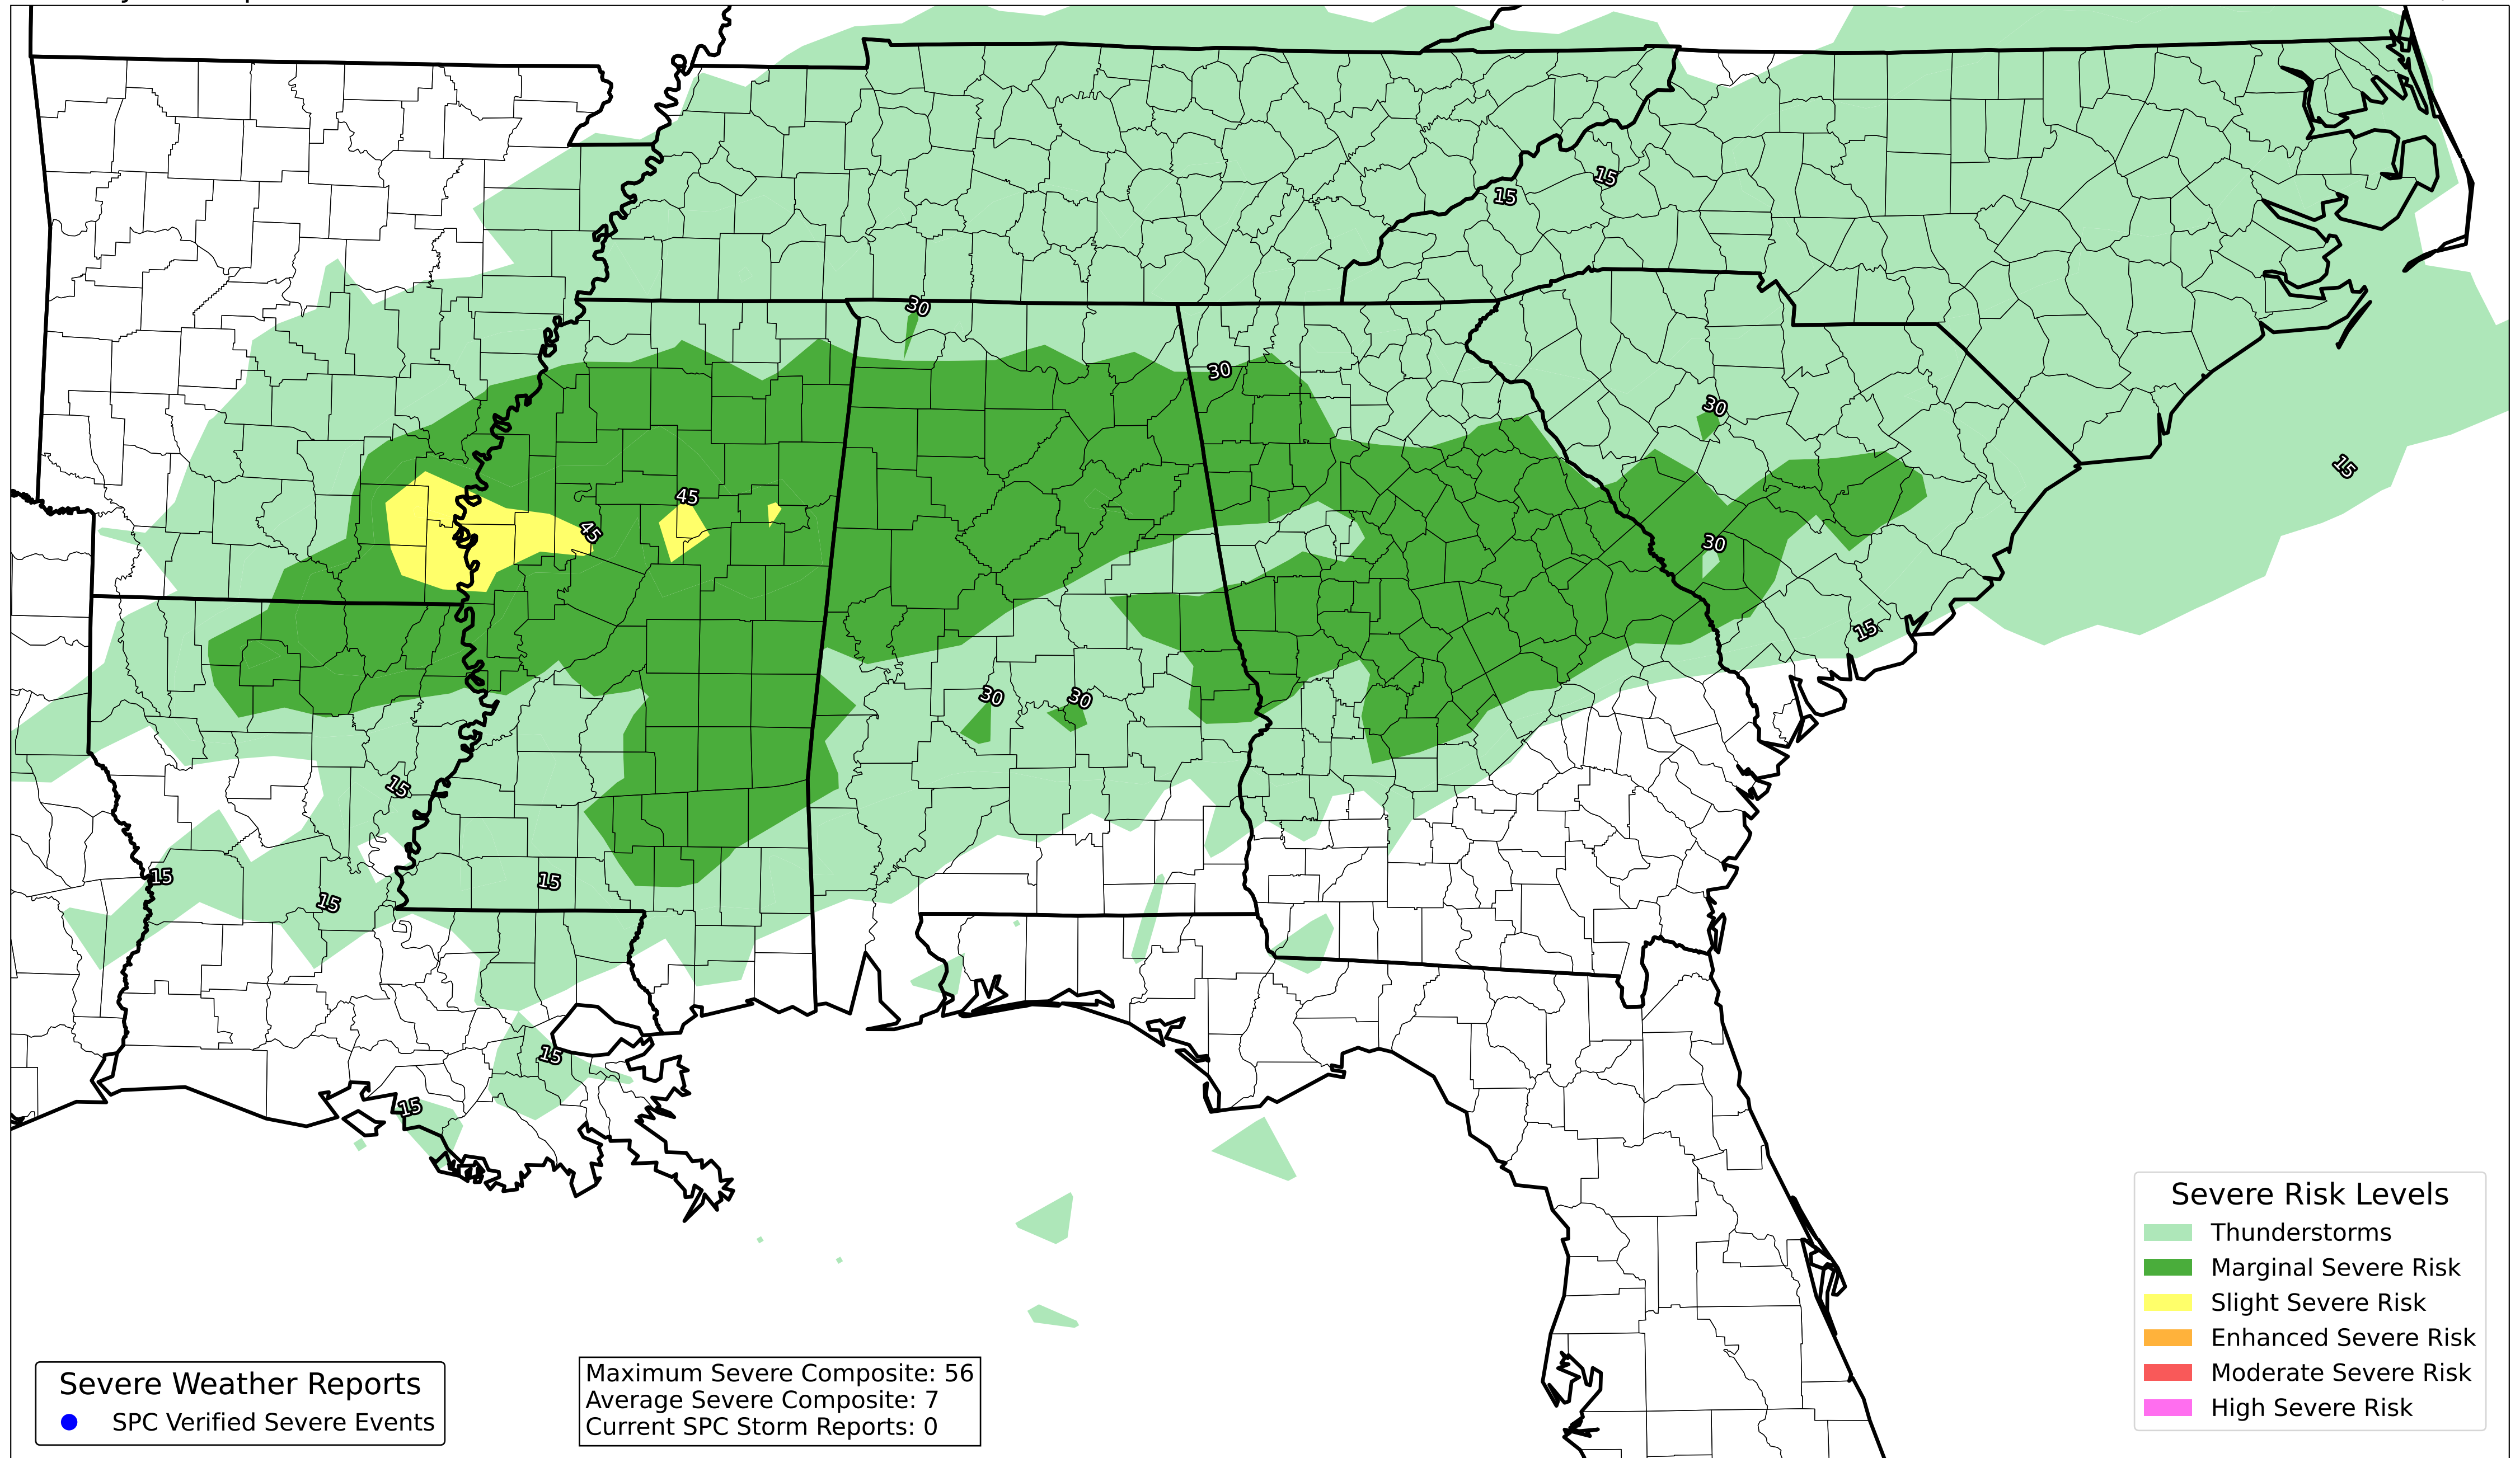 15
15
30
30
30
45
15
45
30
15
30
30
15
15
15
15
15
15
Severe Risk Levels
Thunderstorms
Marginal Severe Risk
Slight Severe Risk
Enhanced Severe Risk
Moderate Severe Risk
High Severe Risk
Severe Weather Reports
SPC Verified Severe Events
Maximum Severe Composite: 56
Average Severe Composite: 7
Current SPC Storm Reports: 0